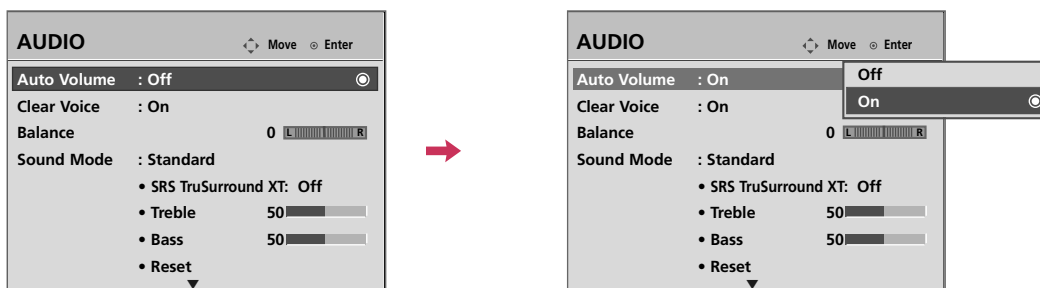 AUDIO
Move
Enter
Auto Volume : Off
Clear Voice : On
Balance 0 L R
Sound Mode : Standard
• SRS TruSurround XT: Off
• Treble 50
• Bass 50
• Reset
AUDIO
Move
Enter
Auto Volume : On
Off
On
Clear Voice : On
Balance 0 L R
Sound Mode : Standard
• SRS TruSurround XT: Off
• Treble 50
• Bass 50
• Reset